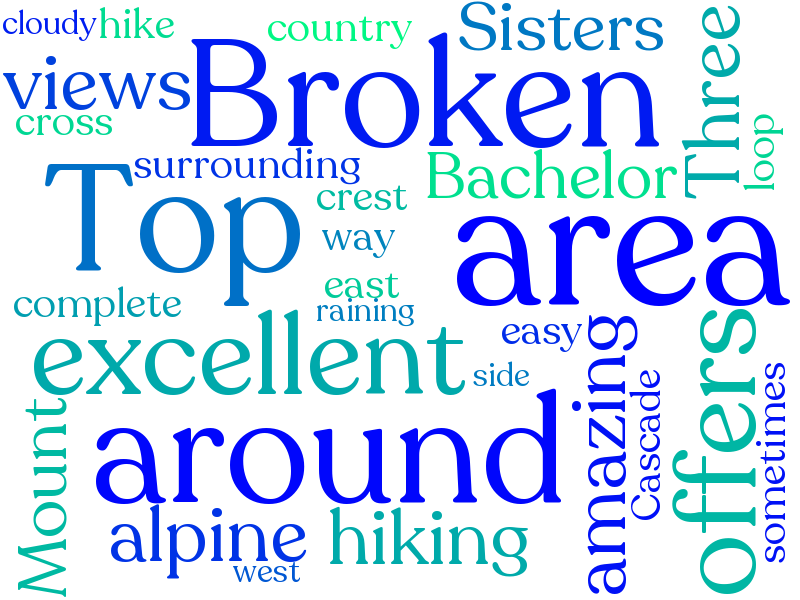 cloudy
hike
country
Sisters
Three
views
Broken
cross
loop
surrounding
Bachelor
Top
crest
way
area
east
complete
raining
excellent
easy
side
amazing
Cascade
offers
sometimes
Mount
around
alpine
hiking
west